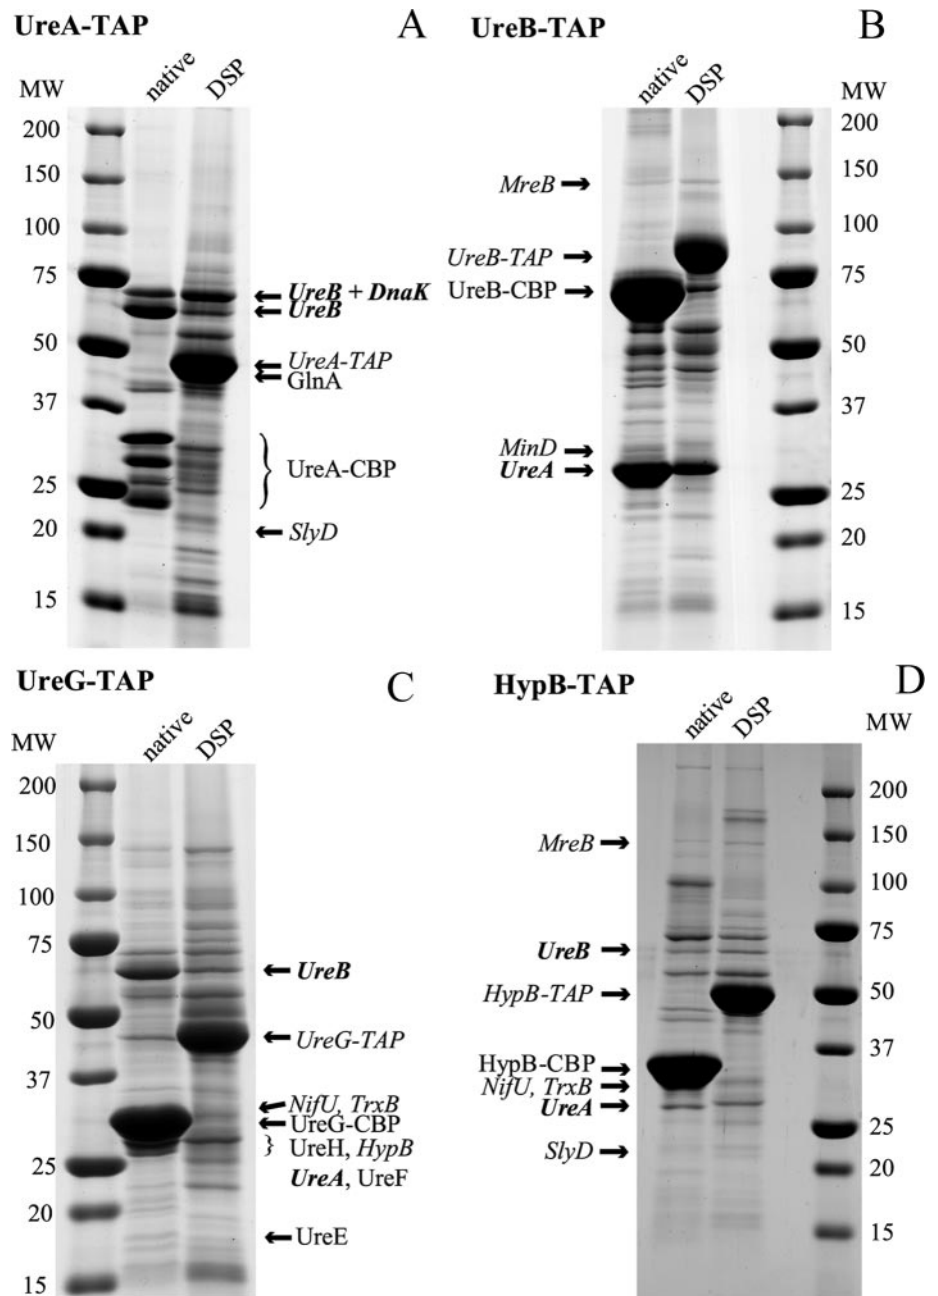 UreA-TAP
A
MW
native
DSP
200
150
100
75
50
37
25
20
15
UreB + DnaK
UreB
UreA-TAP
GlnA
UreA-CBP
SlyD
UreB-TAP
B
native
DSP
MW
MreB
UreB-TAP
UreB-CBP
MinD
UreA
200
150
100
75
50
37
25
20
15
UreG-TAP
C
MW
native
DSP
200
150
100
75
50
37
25
20
15
UreB
UreG-TAP
NifU, TrxB
UreG-CBP
UreH, HypB
UreA, UreF
UreE
HypB-TAP
D
native
DSP
MW
MreB
UreB
HypB-TAP
HypB-CBP
NifU, TrxB
UreA
SlyD
200
150
100
75
50
37
25
20
15